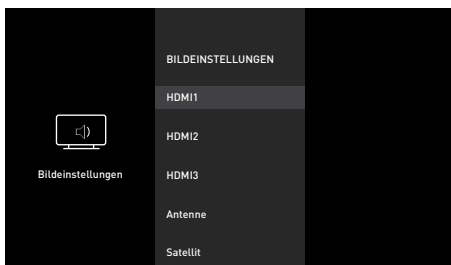 BILDEINSTELLUNGEN
HDMI1
HDMI2
Bildeinstellungen
HDMI3
Antenne
Satellit